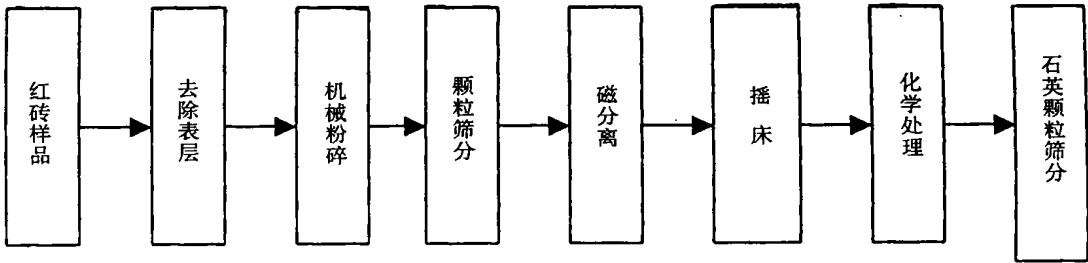 红砖样品
去除表层
机械粉碎
颗粒筛分
磁分离
摇床
化学处理
石英颗粒筛分